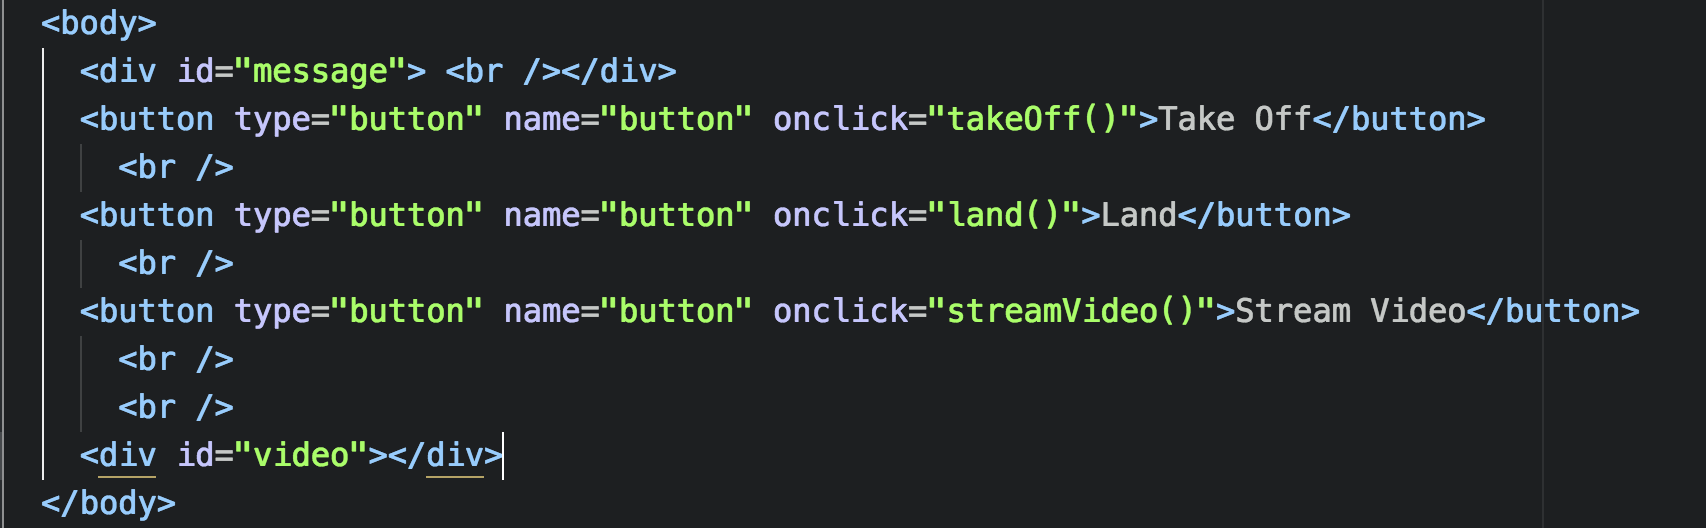 <body>
<div id="message"> <br /></div>
<button type="button" name="button" onclick="takeOff()">Take Off</button>
<br />
<button type="button" name="button" onclick="land()">Land</button>
<br />
<button type="button" name="button" onclick="streamVideo()">Stream Video</button>
<br />
<br />
<div id="video"></div>
</body>